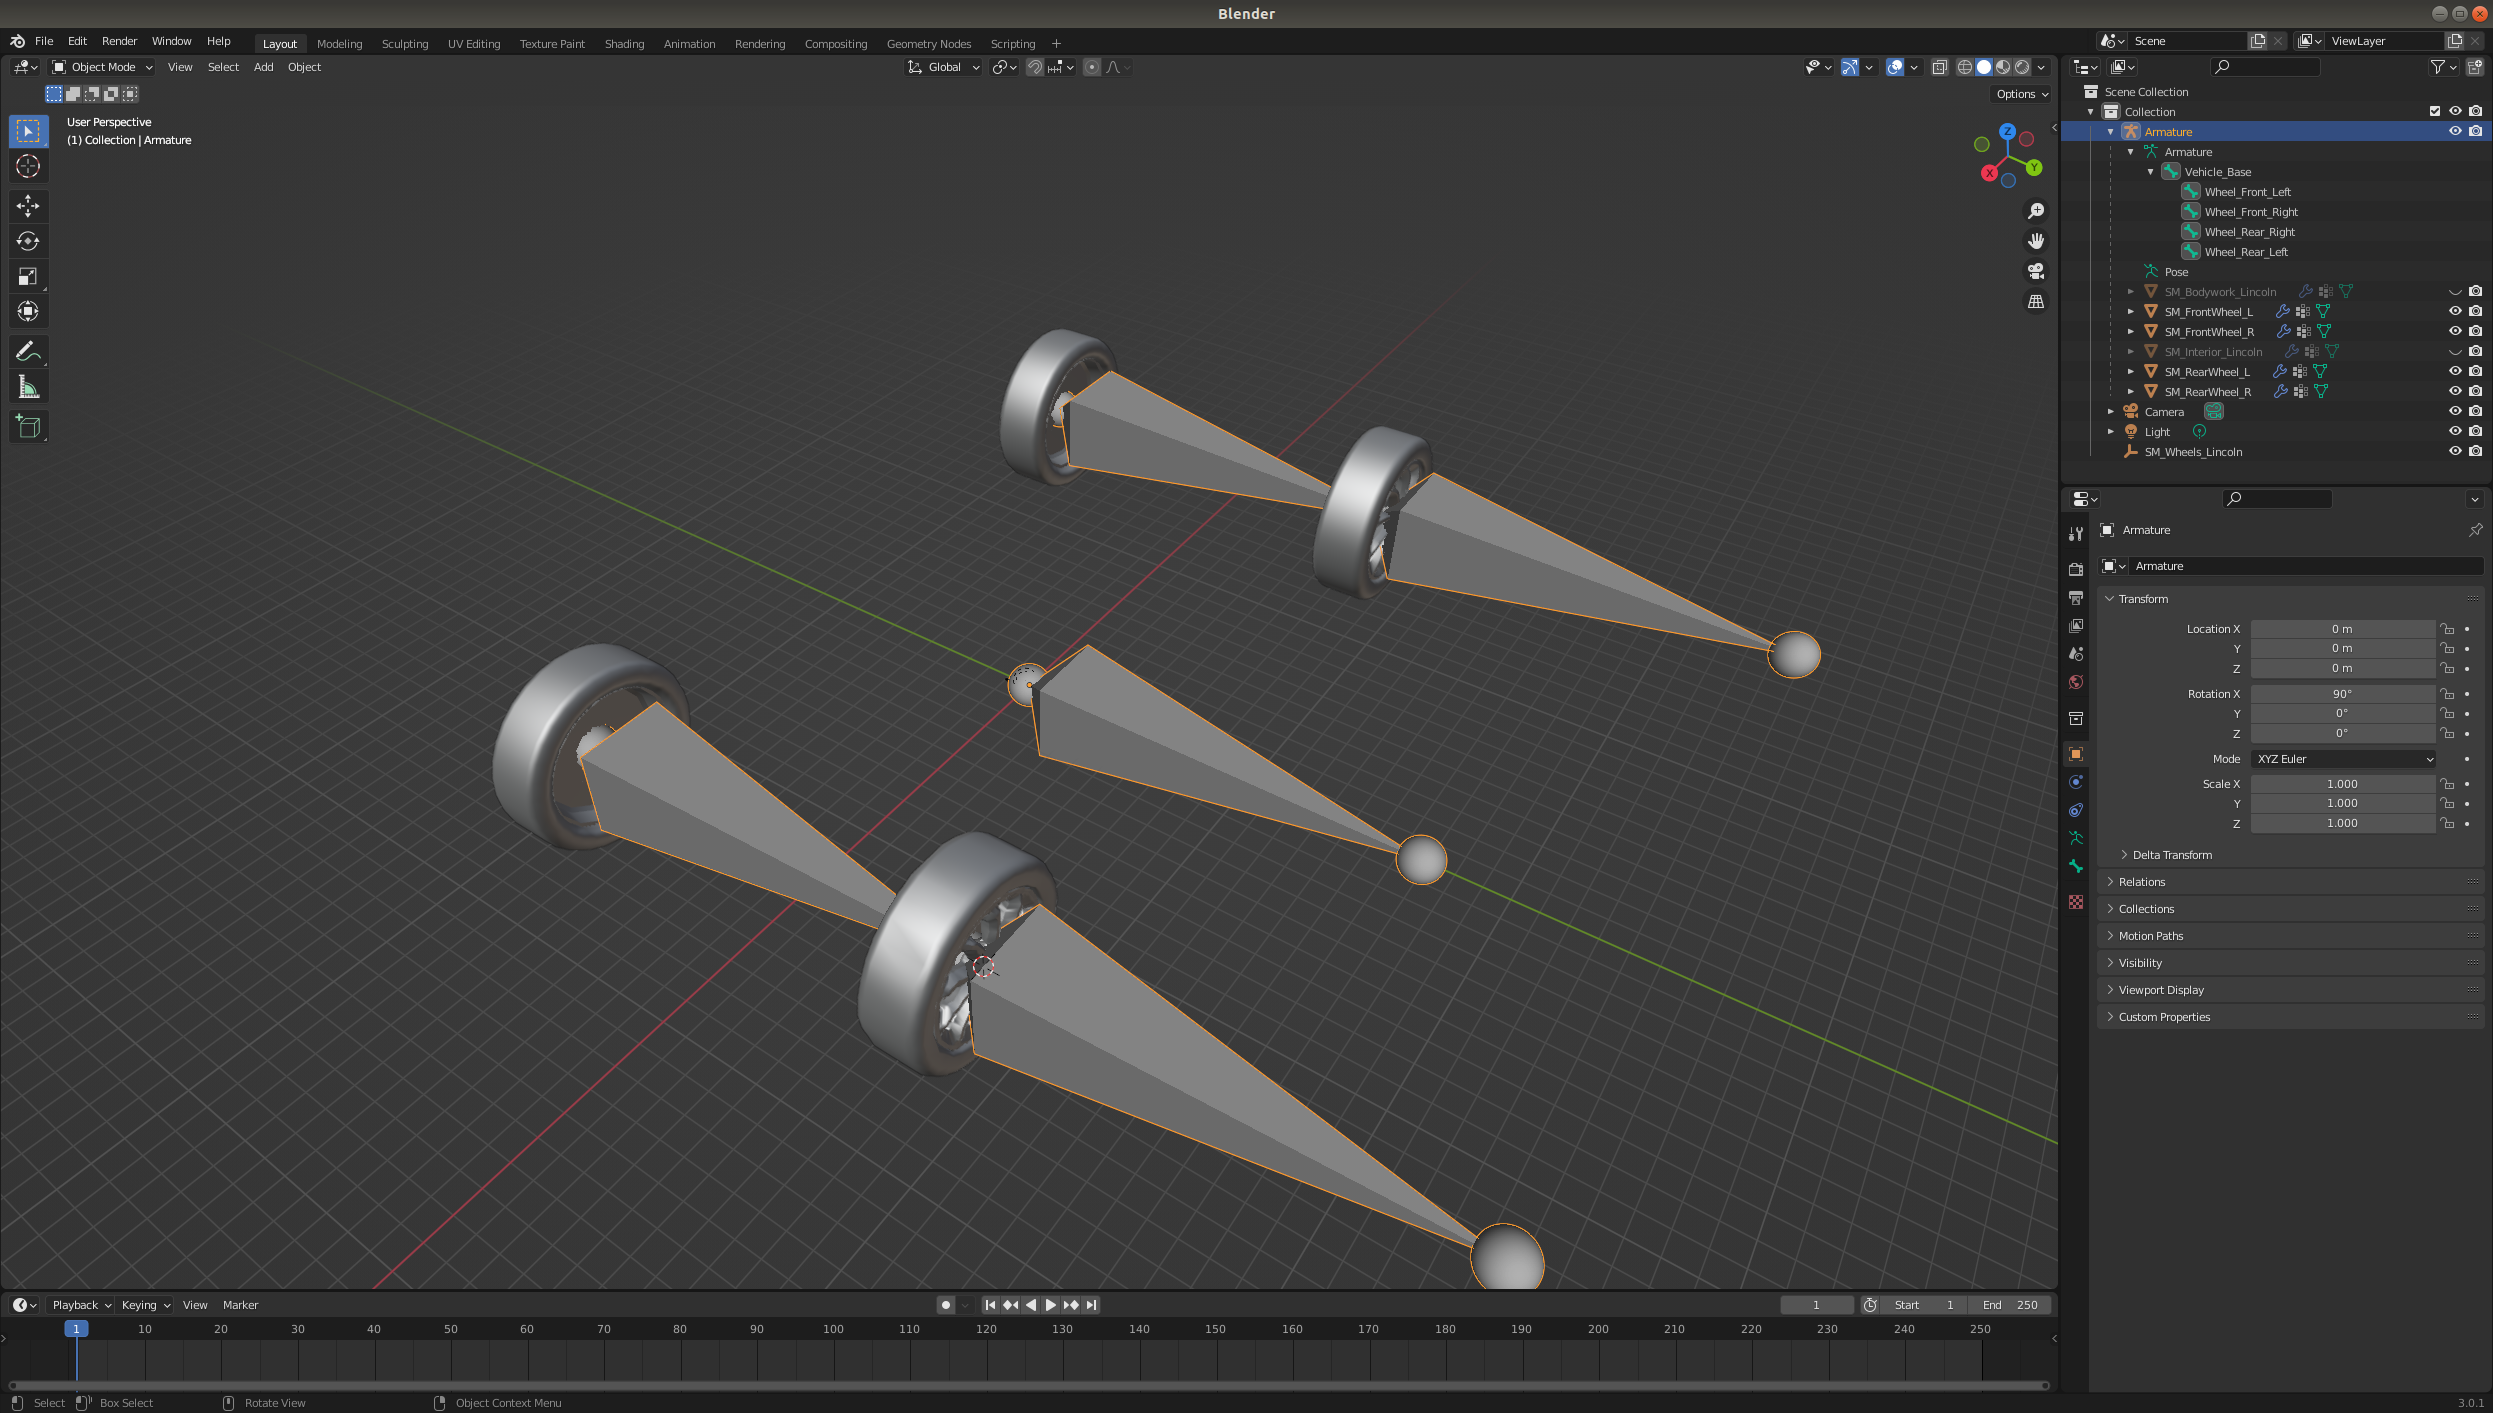 Blender
File Edit Render Window Help Layout Modeling Sculpting UV Editing Texture Paint Shading Animation Rendering Compositing Geometry Nodes Scripting + Scene ViewLayer
Object Mode View Select Add Object Global
Options
User Perspective
(1) Collection | Armature
Z
Y
X
Scene Collection
Collection
Armature
Armature
Vehicle_Base
Wheel_Front_Left
Wheel_Front_Right
Wheel_Rear_Right
Wheel_Rear_Left
Pose
SM_Bodywork_Lincoln
SM_FrontWheel_L
SM_FrontWheel_R
SM_Interior_Lincoln
SM_RearWheel_L
SM_RearWheel_R
Camera
Light
SM_Wheels_Lincoln
Armature
Armature
Transform
Location X 0 m
Y 0 m
Z 0 m
Rotation X 90°
Y 0°
Z 0°
Mode XYZ Euler
Scale X 1.000
Y 1.000
Z 1.000
Delta Transform
Relations
Collections
Motion Paths
Visibility
Viewport Display
Custom Properties
Playback Keying View Marker 1 Start 1 End 250
1 10 20 30 40 50 60 70 80 90 100 110 120 130 140 150 160 170 180 190 200 210 220 230 240 250
Select Box Select Rotate View Object Context Menu 3.0.1